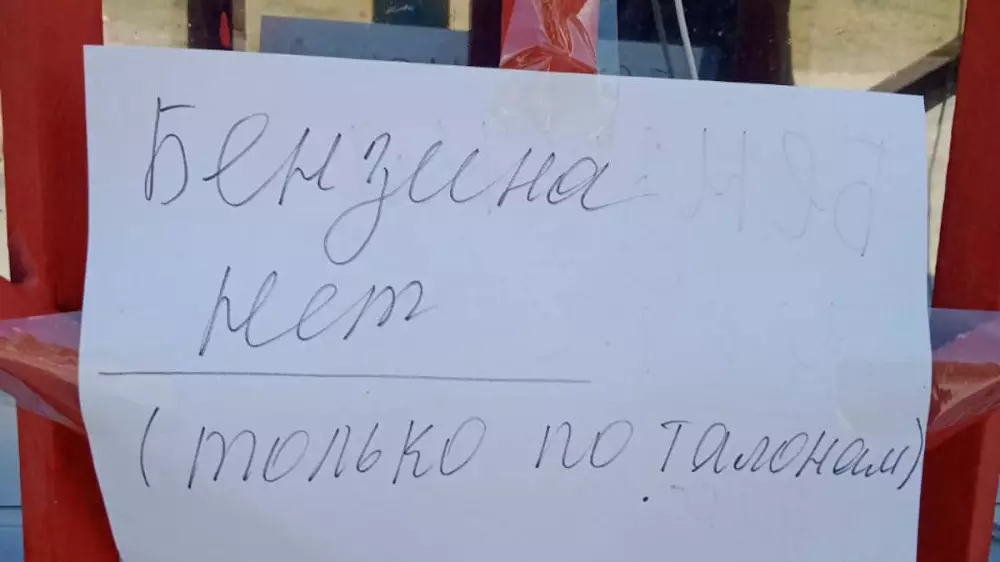 Бензина
нет
(только по талонам)